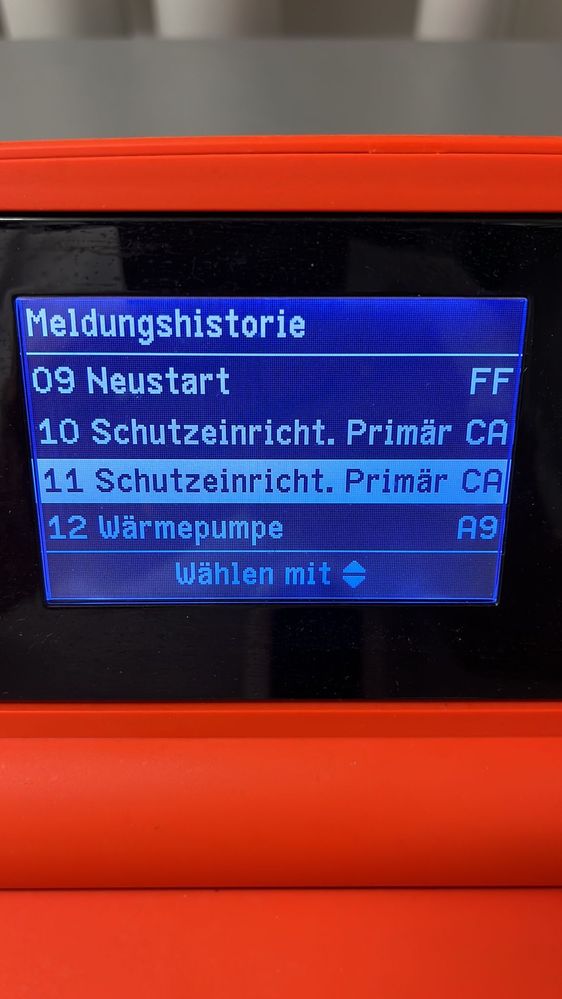 Meldungshistorie
09 Neustart FF
10 Schutzeinricht. Primär CA
11 Schutzeinricht. Primär CA
12 Wärmepumpe A9
Wählen mit